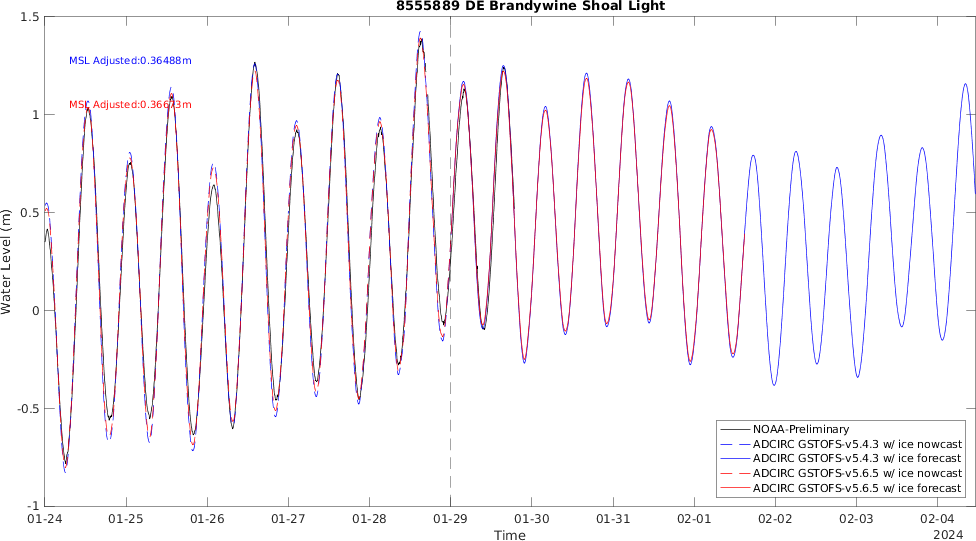 8555889 DE Brandywine Shoal Light
1.5
1
0.5
0
-0.5
-1
Water Level (m)
MSL Adjusted:0.36488m
MSL Adjusted:0.36673m
NOAA-Preliminary
ADCIRC GSTOFS-v5.4.3 w/ ice nowcast
ADCIRC GSTOFS-v5.4.3 w/ ice forecast
ADCIRC GSTOFS-v5.6.5 w/ ice nowcast
ADCIRC GSTOFS-v5.6.5 w/ ice forecast
01-24 01-25 01-26 01-27 01-28 01-29 01-30 01-31 02-01 02-02 02-03 02-04
Time
2024